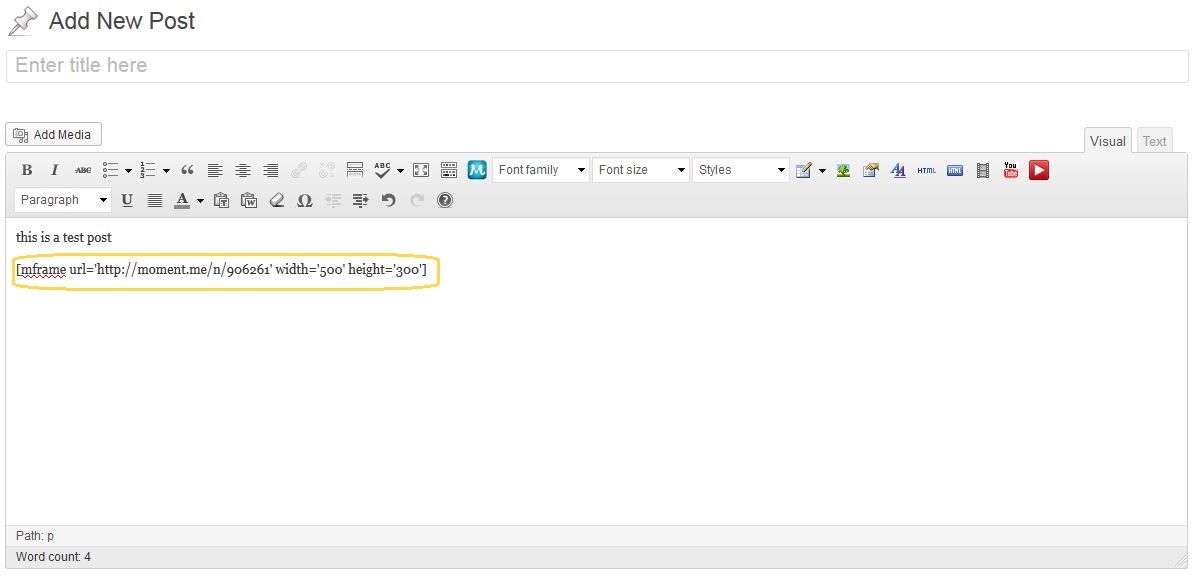 Add New Post
Enter title here
Add Media
Visual Text
B I ABC ABC M Font family Font size Styles HTML HTML You Tube
Paragraph U A T W Ω
this is a test post
[mframe url='http://moment.me/n/906261' width='500' height='300']
Path: p
Word count: 4